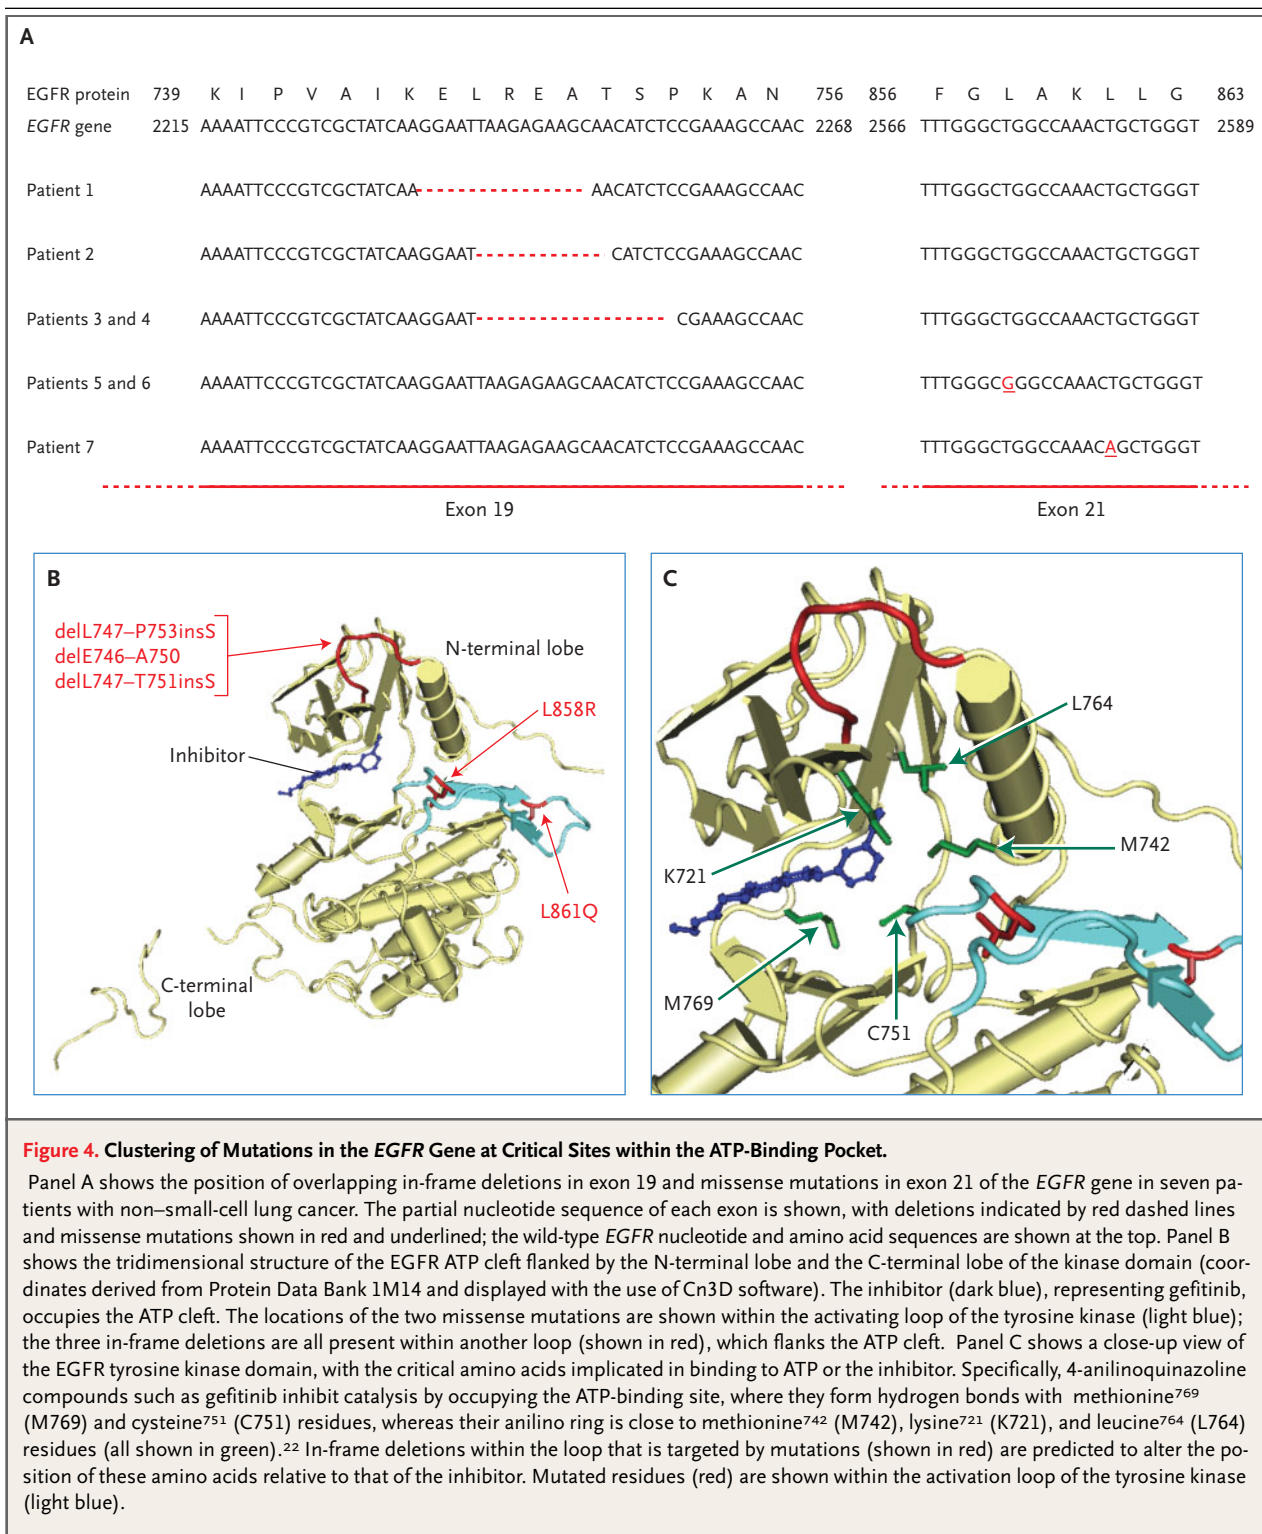 A
EGFR protein 739 K I P V A I K E L R E A T S P K A N 756 856 F G L A K L L G 863
EGFR gene 2215 AAAATTCCCGTCGCTATCAAGGAATTAAGAGAAGCAACATCTCCGAAAGCCAAC 2268 2566 TTTGGGCTGGCCAAACTGCTGGGT 2589
Patient 1 AAAATTCCCGTCGCTATCAA AACATCTCCGAAAGCCAAC TTTGGGCTGGCCAAACTGCTGGGT
Patient 2 AAAATTCCCGTCGCTATCAAGGAAT CATCTCCGAAAGCCAAC TTTGGGCTGGCCAAACTGCTGGGT
Patients 3 and 4 AAAATTCCCGTCGCTATCAAGGAAT CGAAAGCCAAC TTTGGGCTGGCCAAACTGCTGGGT
Patients 5 and 6 AAAATTCCCGTCGCTATCAAGGAATTAAGAGAAGCAACATCTCCGAAAGCCAAC TTTGGGCGGGCCAAACTGCTGGGT
Patient 7 AAAATTCCCGTCGCTATCAAGGAATTAAGAGAAGCAACATCTCCGAAAGCCAAC TTTGGGCTGGCCAAACAGCTGGGT
Exon 19 Exon 21
B
delL747–P753insS
delE746–A750
delL747–T751insS
N-terminal lobe
L858R
Inhibitor
L861Q
C-terminal
lobe
C
L764
M742
K721
M769
C751
Figure 4. Clustering of Mutations in the EGFR Gene at Critical Sites within the ATP-Binding Pocket.
Panel A shows the position of overlapping in-frame deletions in exon 19 and missense mutations in exon 21 of the EGFR gene in seven pa-
tients with non–small-cell lung cancer. The partial nucleotide sequence of each exon is shown, with deletions indicated by red dashed lines
and missense mutations shown in red and underlined; the wild-type EGFR nucleotide and amino acid sequences are shown at the top. Panel B
shows the tridimensional structure of the EGFR ATP cleft flanked by the N-terminal lobe and the C-terminal lobe of the kinase domain (coor-
dinates derived from Protein Data Bank 1M14 and displayed with the use of Cn3D software). The inhibitor (dark blue), representing gefitinib,
occupies the ATP cleft. The locations of the two missense mutations are shown within the activating loop of the tyrosine kinase (light blue);
the three in-frame deletions are all present within another loop (shown in red), which flanks the ATP cleft. Panel C shows a close-up view of
the EGFR tyrosine kinase domain, with the critical amino acids implicated in binding to ATP or the inhibitor. Specifically, 4-anilinoquinazoline
compounds such as gefitinib inhibit catalysis by occupying the ATP-binding site, where they form hydrogen bonds with methionine⁷⁶⁹
(M769) and cysteine⁷⁵¹ (C751) residues, whereas their anilino ring is close to methionine⁷⁴² (M742), lysine⁷²¹ (K721), and leucine⁷⁶⁴ (L764)
residues (all shown in green).²² In-frame deletions within the loop that is targeted by mutations (shown in red) are predicted to alter the po-
sition of these amino acids relative to that of the inhibitor. Mutated residues (red) are shown within the activation loop of the tyrosine kinase
(light blue).